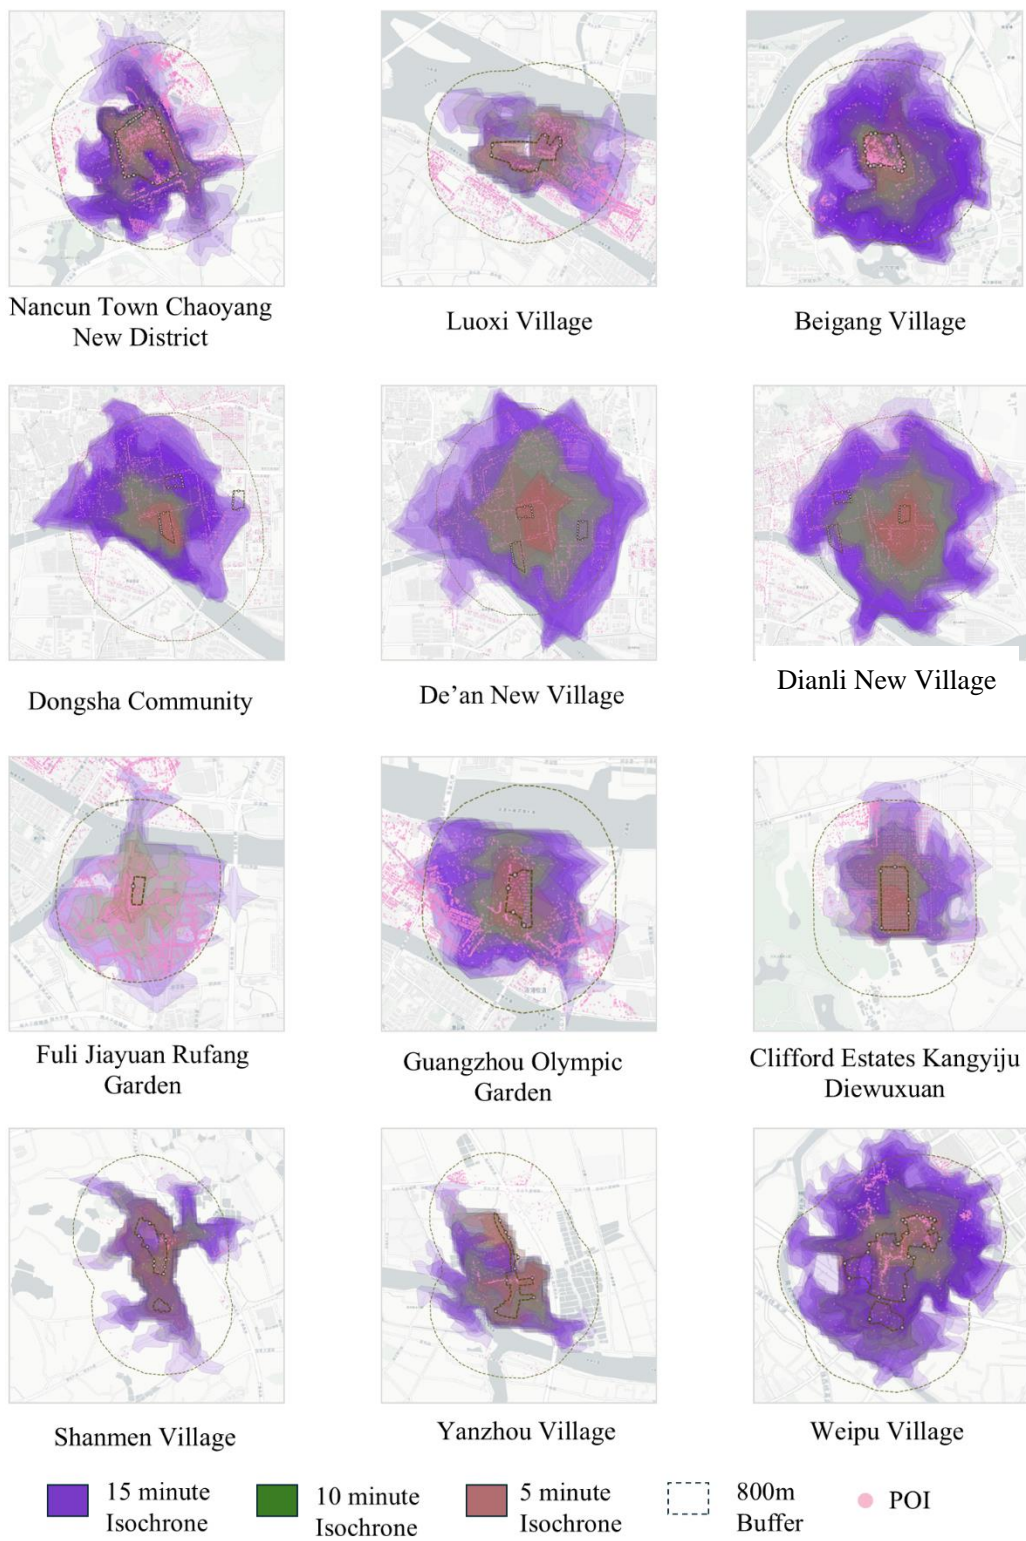 Nancun Town Chaoyang
New District
Luoxi Village
Beigang Village
Dongsha Community
De’an New Village
Dianli New Village
Fuli Jiayuan Rufang
Garden
Guangzhou Olympic
Garden
Clifford Estates Kangyiju
Diewuxuan
Shanmen Village
Yanzhou Village
Weipu Village
15 minute
Isochrone
10 minute
Isochrone
5 minute
Isochrone
800m
Buffer
POI